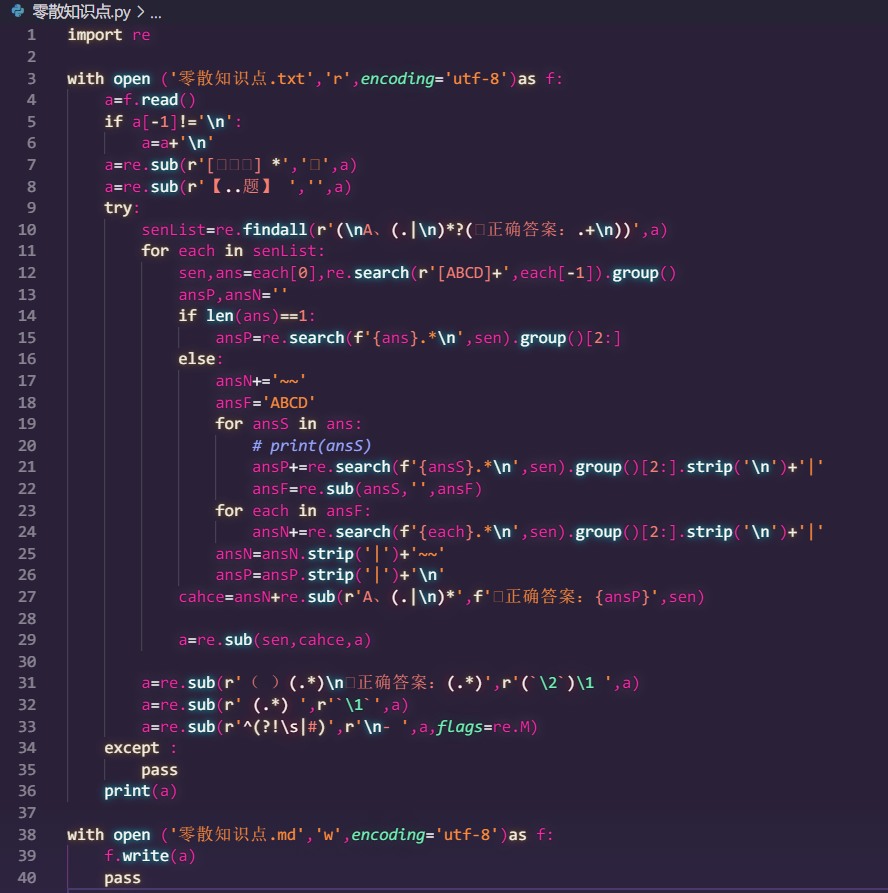 零散知识点.py > ...
1 import re
2
3 with open ('零散知识点.txt','r',encoding='utf-8')as f:
4 a=f.read()
5 if a[-1]!='\n':
6 a=a+'\n'
7 a=re.sub(r'[□□□] *','□',a)
8 a=re.sub(r'【..题】 ','',a)
9 try:
10 senList=re.findall(r'(\nA、(.|\n)*?(□正确答案: .+\n))',a)
11 for each in senList:
12 sen,ans=each[0],re.search(r'[ABCD]+',each[-1]).group()
13 ansP,ansN=''
14 if len(ans)==1:
15 ansP=re.search(f'{ans}.*\n',sen).group()[2:]
16 else:
17 ansN+='~~'
18 ansF='ABCD'
19 for ansS in ans:
20 # print(ansS)
21 ansP+=re.search(f'{ansS}.*\n',sen).group()[2:].strip('\n')+'|'
22 ansF=re.sub(ansS,'',ansF)
23 for each in ansF:
24 ansN+=re.search(f'{each}.*\n',sen).group()[2:].strip('\n')+'|'
25 ansN=ansN.strip('|')+'~~'
26 ansP=ansP.strip('|')+'\n'
27 cahce=ansN+re.sub(r'A、(.|\n)*',f'□正确答案: {ansP}',sen)
28
29 a=re.sub(sen,cahce,a)
30
31 a=re.sub(r'（ ）(.*)\n□正确答案: (.*)',r'(`\2`)\1 ',a)
32 a=re.sub(r' (.*) ',r'`\1`',a)
33 a=re.sub(r'^(?!\s|#)',r'\n- ',a,flags=re.M)
34 except :
35 pass
36 print(a)
37
38 with open ('零散知识点.md','w',encoding='utf-8')as f:
39 f.write(a)
40 pass